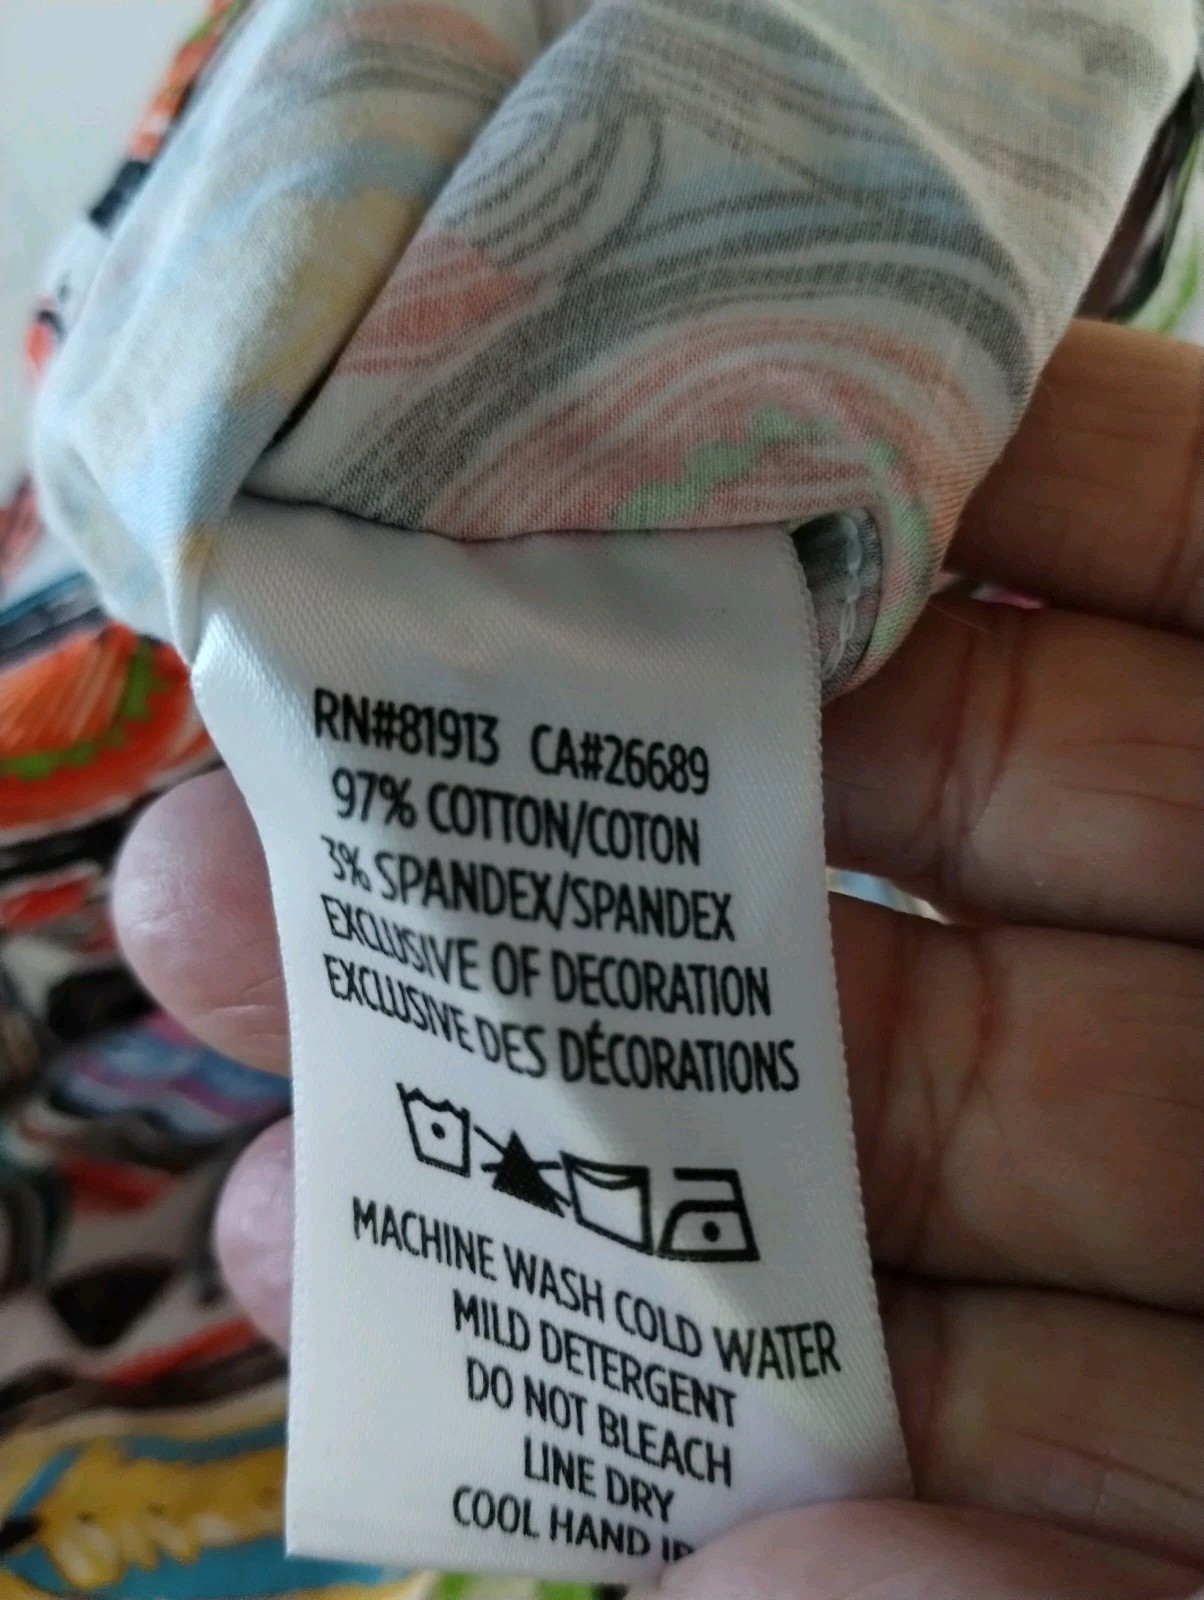 RN#81913 CA#26689
97% COTTON/COTON
3% SPANDEX/SPANDEX
EXCLUSIVE OF DECORATION
EXCLUSIVE DES DÉCORATIONS
MACHINE WASH COLD WATER
MILD DETERGENT
DO NOT BLEACH
LINE DRY
COOL HAND